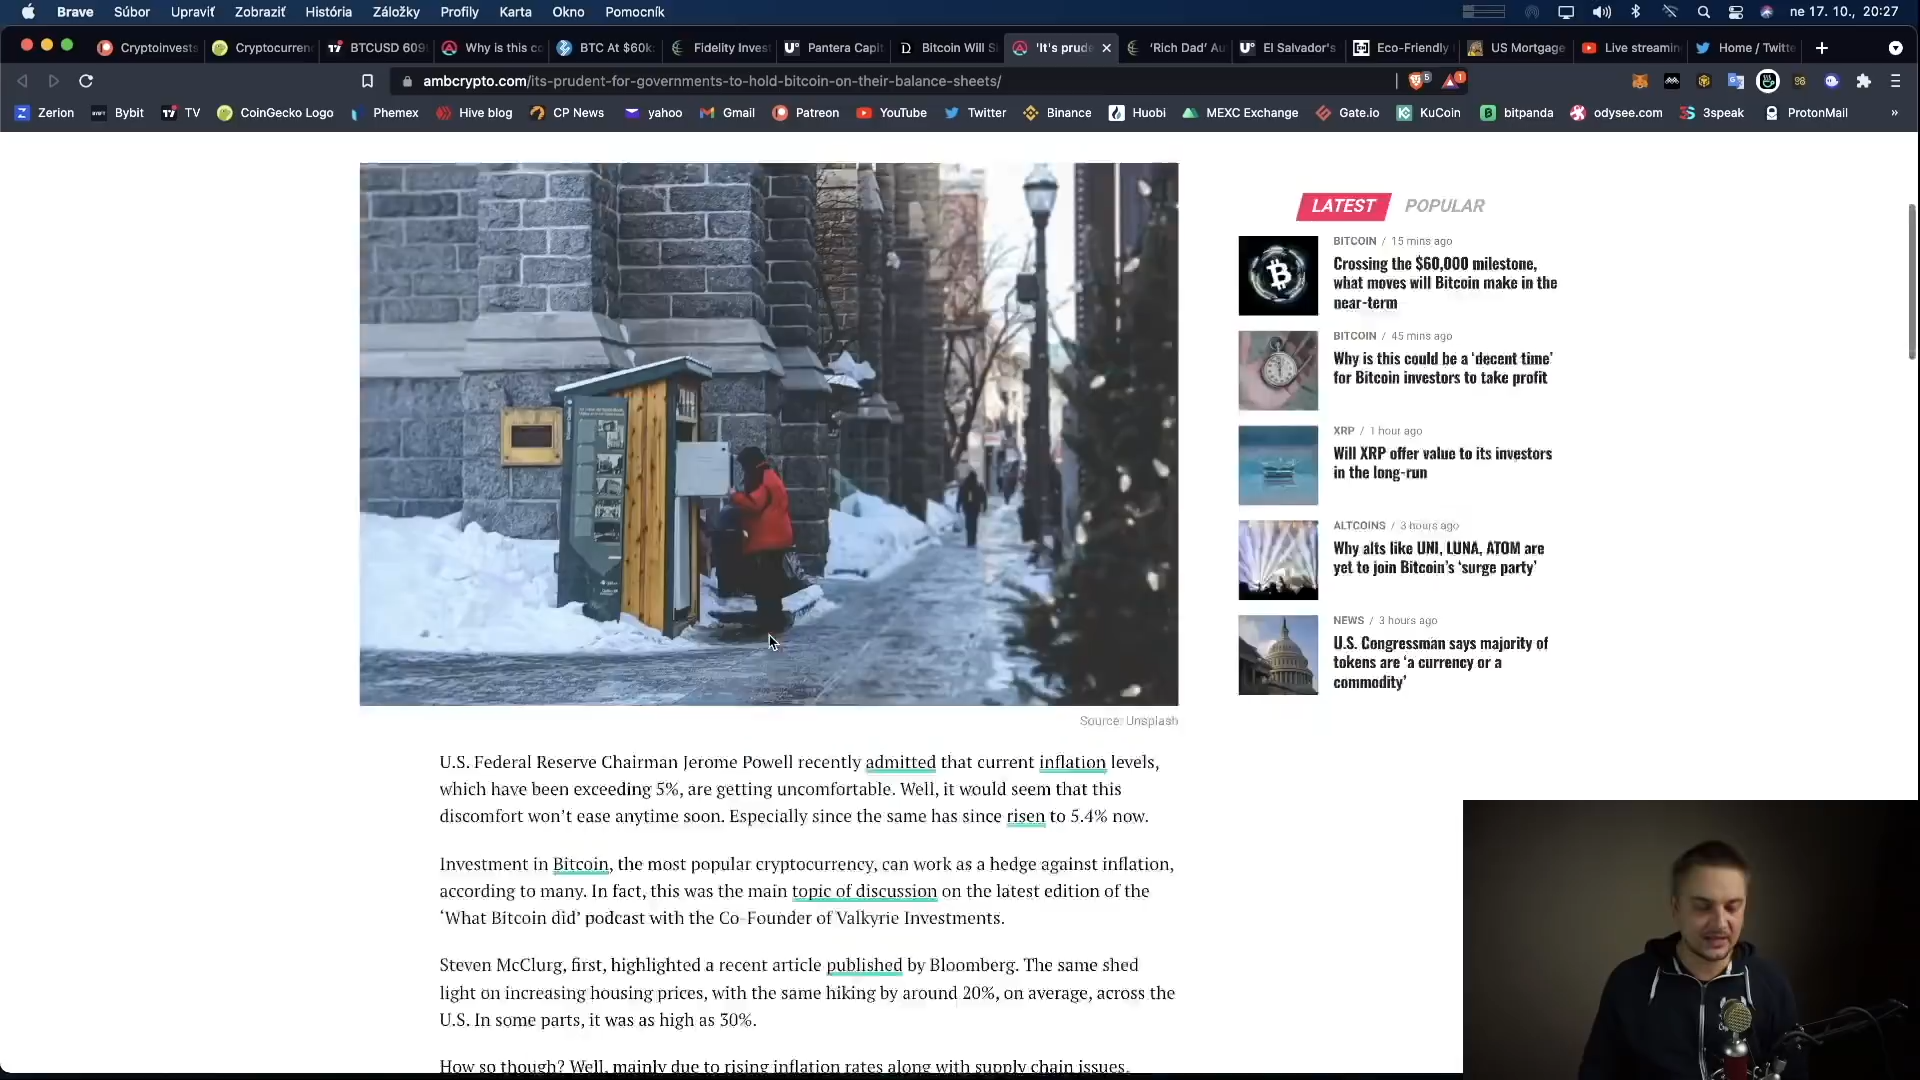 Brave Súbor Upraviť Zobraziť História Záložky Profily Karta Okno Pomocník ne 17. 10., 20:27
Cryptoinvest Cryptocurren BTCUSD 609 Why is this co BTC At $60k Fidelity Invest Pantera Capit Bitcoin Will S 'It's prud 'Rich Dad' Au El Salvador's Eco-Friendly US Mortgage Live streamin Home / Twitte
ambcrypto.com/its-prudent-for-governments-to-hold-bitcoin-on-their-balance-sheets/ 5 1
Zerion Bybit TV CoinGecko Logo Phemex Hive blog CP News yahoo Gmail Patreon YouTube Twitter Binance Huobi MEXC Exchange Gate.io KuCoin bitpanda odysee.com 3speak ProtonMail »
LATEST POPULAR
BITCOIN / 15 mins ago
Crossing the $60,000 milestone,
what moves will Bitcoin make in the
near-term
BITCOIN / 45 mins ago
Why is this could be a 'decent time'
for Bitcoin investors to take profit
XRP / 1 hour ago
Will XRP offer value to its investors
in the long-run
ALTCOINS / 3 hours ago
Why alts like UNI, LUNA, ATOM are
yet to join Bitcoin's 'surge party'
NEWS / 3 hours ago
U.S. Congressman says majority of
tokens are 'a currency or a
commodity'
Source: Unsplash
U.S. Federal Reserve Chairman Jerome Powell recently admitted that current inflation levels,
which have been exceeding 5%, are getting uncomfortable. Well, it would seem that this
discomfort won't ease anytime soon. Especially since the same has since risen to 5.4% now.
Investment in Bitcoin, the most popular cryptocurrency, can work as a hedge against inflation,
according to many. In fact, this was the main topic of discussion on the latest edition of the
'What Bitcoin did' podcast with the Co-Founder of Valkyrie Investments.
Steven McClurg, first, highlighted a recent article published by Bloomberg. The same shed
light on increasing housing prices, with the same hiking by around 20%, on average, across the
U.S. In some parts, it was as high as 30%.
How so though? Well, mainly due to rising inflation rates along with supply chain issues.